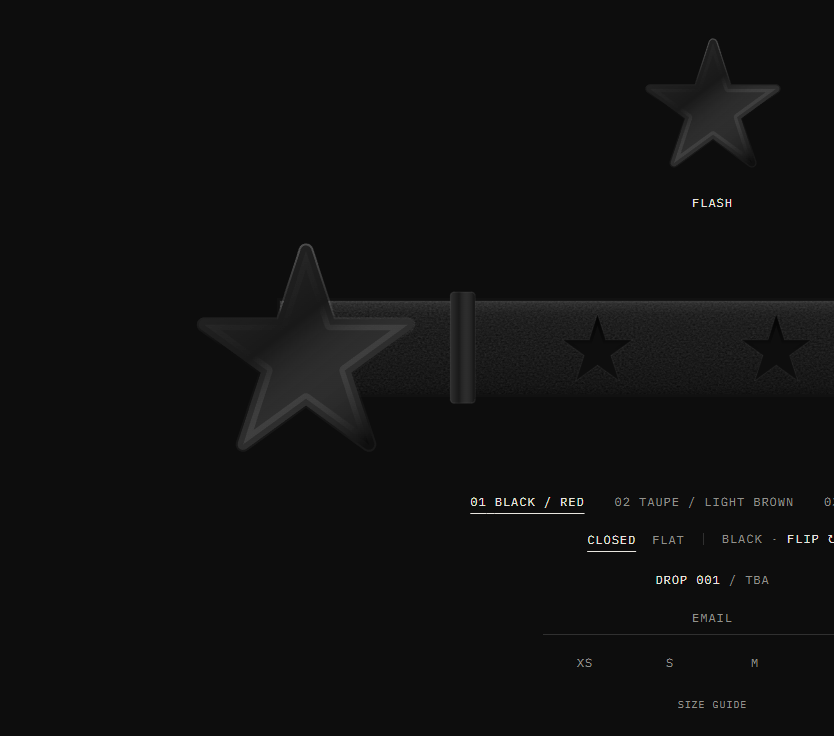 FLASH
01 BLACK / RED 02 TAUPE / LIGHT BROWN
CLOSED FLAT | BLACK · FLIP ↻
DROP 001 / TBA
EMAIL
XS S M
SIZE GUIDE